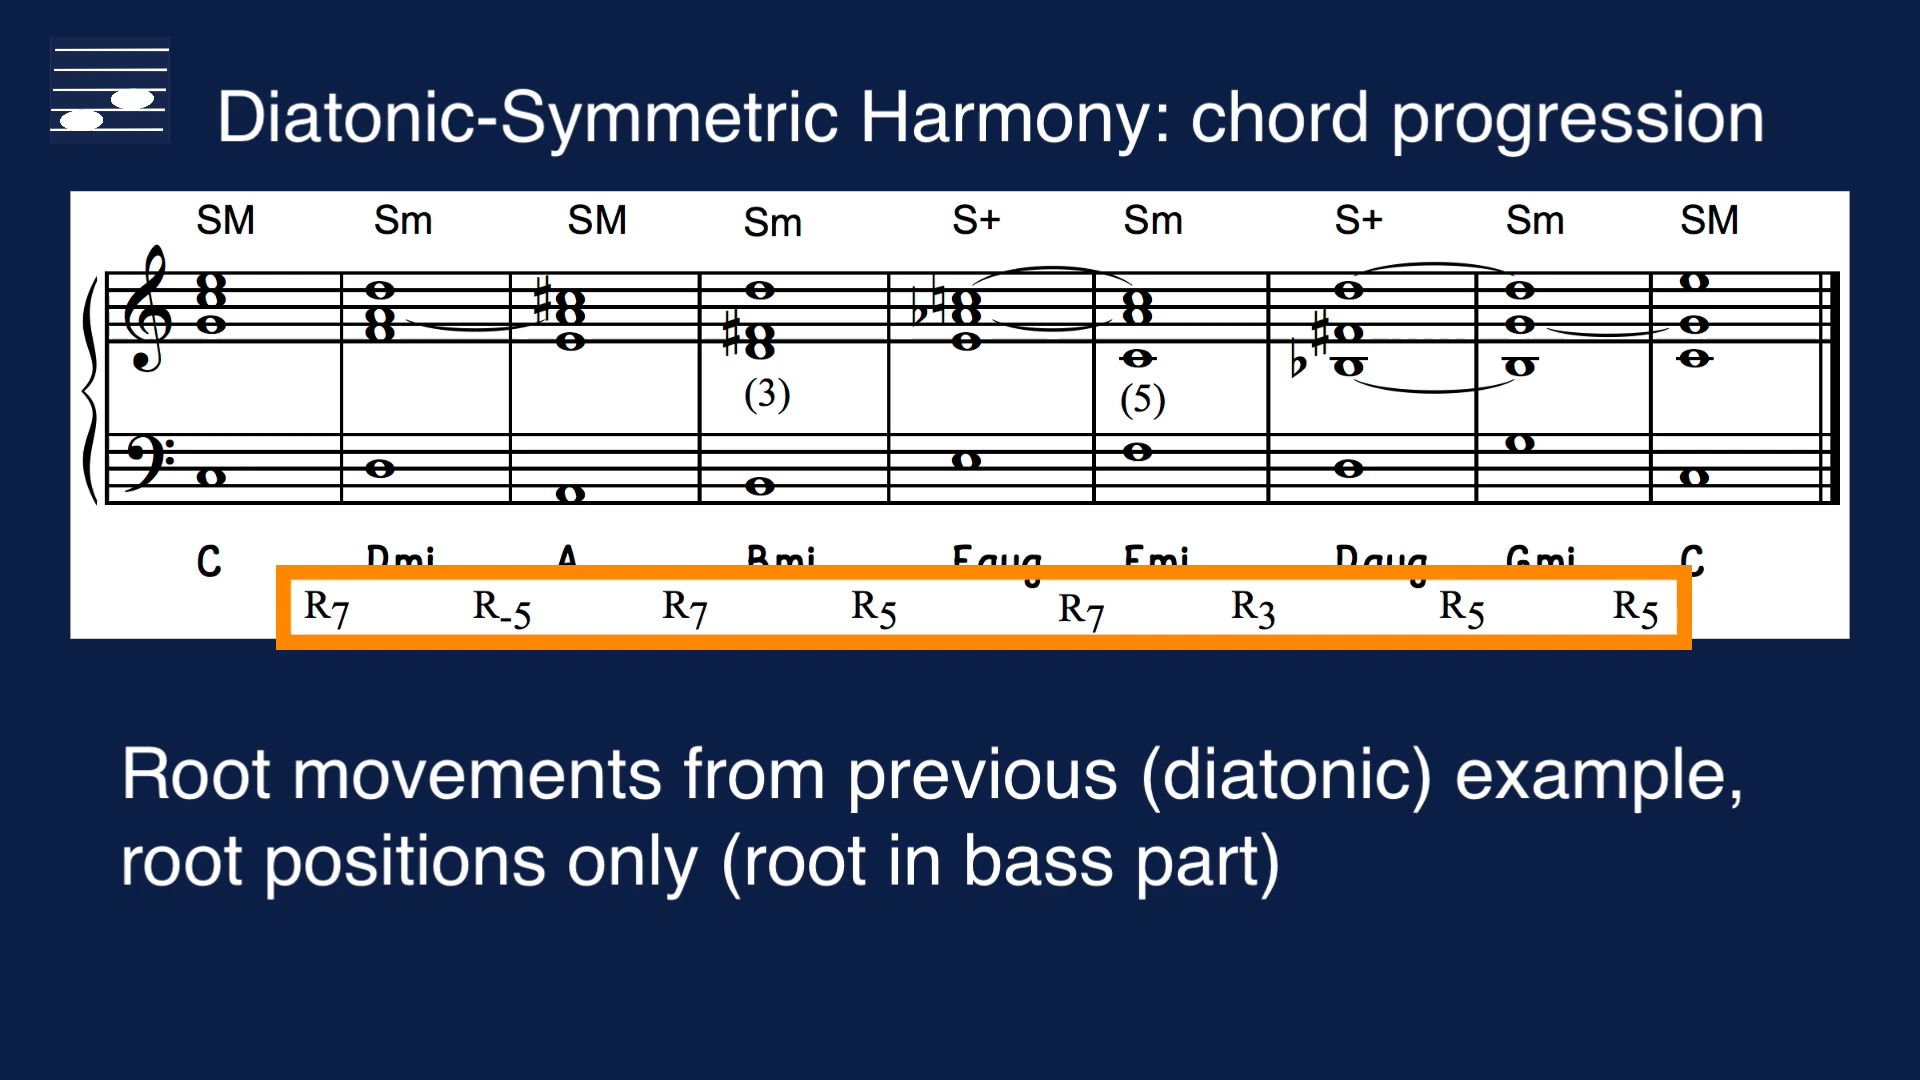 Diatonic-Symmetric Harmony: chord progression
SM Sm SM Sm S+ Sm S+ Sm SM
(3) (5)
C Dmi A Bmi Eaug Fmi Daug Gmi C
R7 R-5 R7 R5 R7 R3 R5 R5
Root movements from previous (diatonic) example,
root positions only (root in bass part)